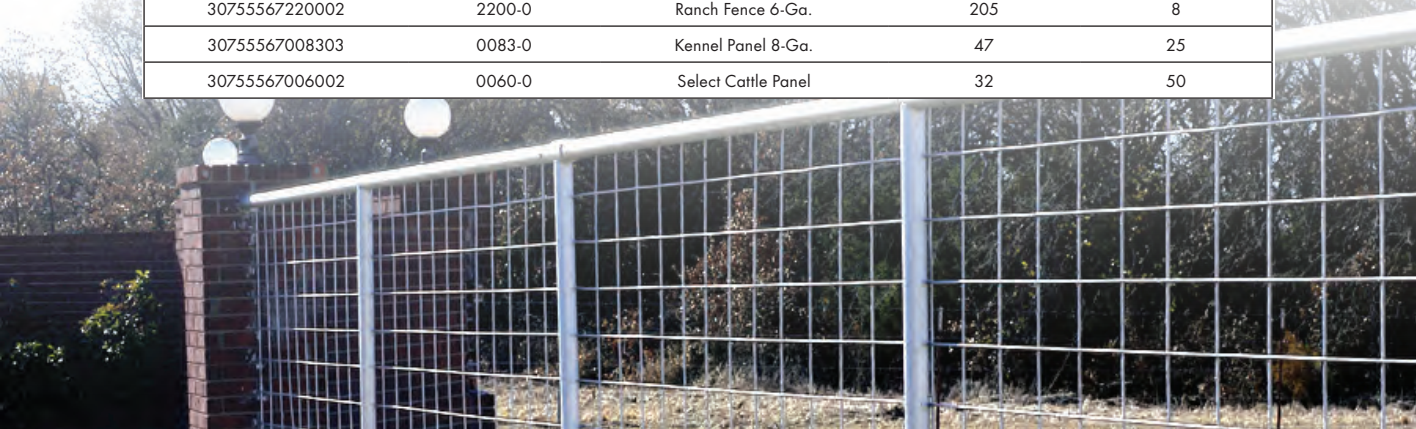 30755567220002 2200-0 Ranch Fence 6-Ga. 205 8
30755567008303 0083-0 Kennel Panel 8-Ga. 47 25
30755567006002 0060-0 Select Cattle Panel 32 50